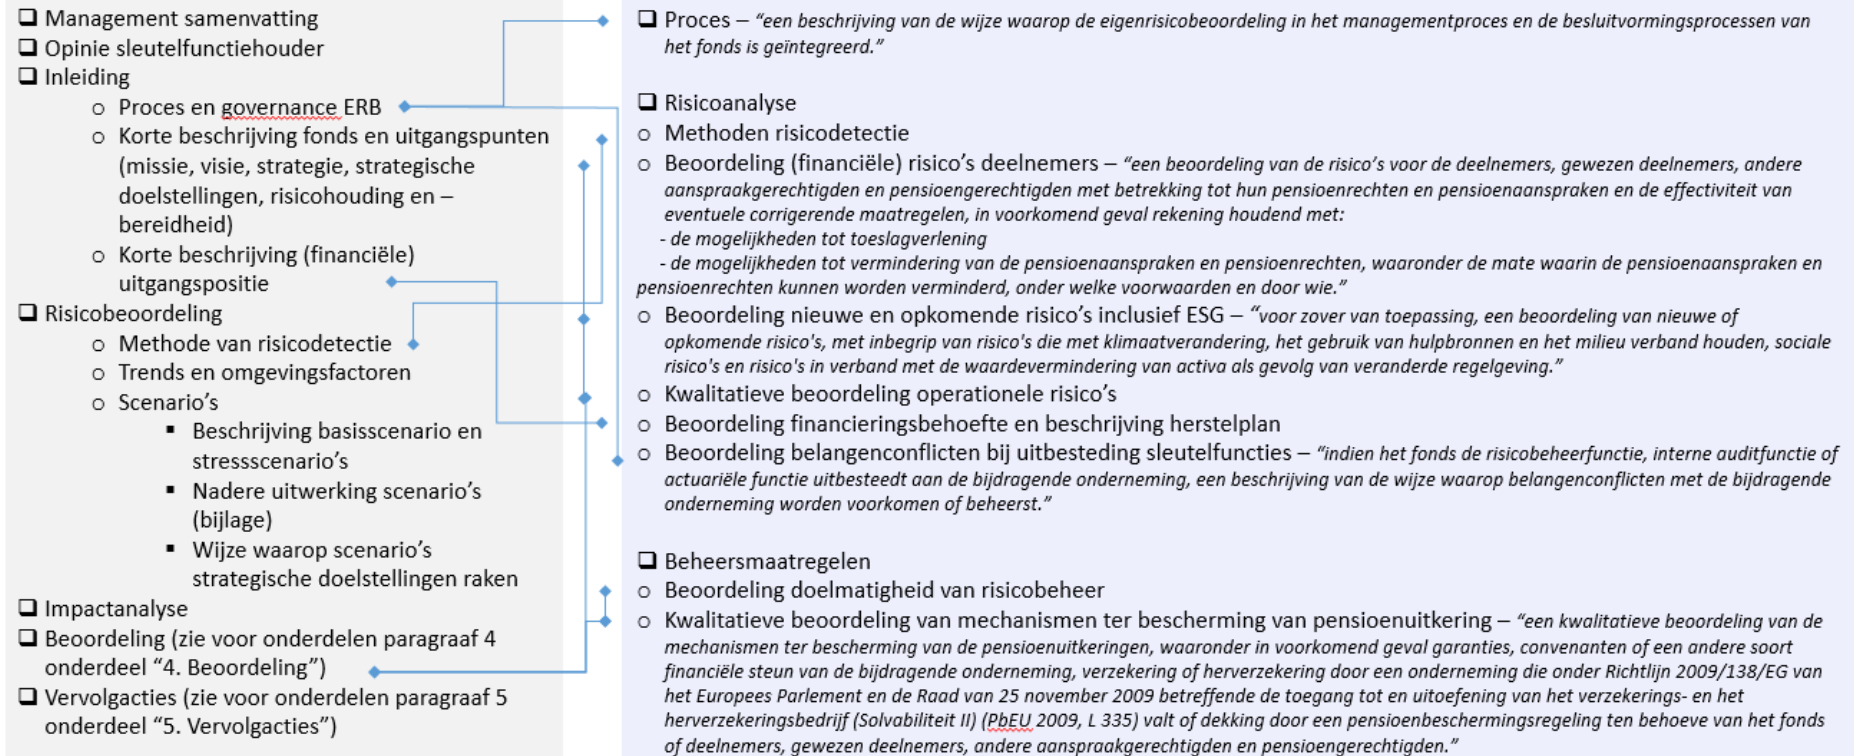 Management samenvatting
Opinie sleutelfunctiehouder
Inleiding
Proces en governance ERB
Korte beschrijving fonds en uitgangspunten
(missie, visie, strategie, strategische
doelstellingen, risicohouding en –
bereidheid)
Korte beschrijving (financiële)
uitgangspositie
Risicobeoordeling
Methode van risicodetectie
Trends en omgevingsfactoren
Scenario’s
Beschrijving basisscenario en
stressscenario’s
Nadere uitwerking scenario’s
(bijlage)
Wijze waarop scenario’s
strategische doelstellingen raken
Impactanalyse
Beoordeling (zie voor onderdelen paragraaf 4
onderdeel “4. Beoordeling”)
Vervolgacties (zie voor onderdelen paragraaf 5
onderdeel “5. Vervolgacties”)
Proces – “een beschrijving van de wijze waarop de eigenrisicobeoordeling in het managementproces en de besluitvormingsprocessen van
het fonds is geïntegreerd.”
Risicoanalyse
Methoden risicodetectie
Beoordeling (financiële) risico’s deelnemers – “een beoordeling van de risico’s voor de deelnemers, gewezen deelnemers, andere
aanspraakgerechtigden en pensioengerechtigden met betrekking tot hun pensioenrechten en pensioenaanspraken en de effectiviteit van
eventuele corrigerende maatregelen, in voorkomend geval rekening houdend met:
- de mogelijkheden tot toeslagverlening
- de mogelijkheden tot vermindering van de pensioenaanspraken en pensioenrechten, waaronder de mate waarin de pensioenaanspraken en
pensioenrechten kunnen worden verminderd, onder welke voorwaarden en door wie.”
Beoordeling nieuwe en opkomende risico’s inclusief ESG – “voor zover van toepassing, een beoordeling van nieuwe of
opkomende risico's, met inbegrip van risico's die met klimaatverandering, het gebruik van hulpbronnen en het milieu verband houden, sociale
risico's en risico's in verband met de waardevermindering van activa als gevolg van veranderde regelgeving.”
Kwalitatieve beoordeling operationele risico’s
Beoordeling financieringsbehoefte en beschrijving herstelplan
Beoordeling belangenconflicten bij uitbesteding sleutelfuncties – “indien het fonds de risicobeheerfunctie, interne auditfunctie of
actuariële functie uitbesteedt aan de bijdragende onderneming, een beschrijving van de wijze waarop belangenconflicten met de bijdragende
onderneming worden voorkomen of beheerst.”
Beheersmaatregelen
Beoordeling doelmatigheid van risicobeheer
Kwalitatieve beoordeling van mechanismen ter bescherming van pensioenuitkering – “een kwalitatieve beoordeling van de
mechanismen ter bescherming van de pensioenuitkeringen, waaronder in voorkomend geval garanties, convenanten of een andere soort
financiële steun van de bijdragende onderneming, verzekering of herverzekering door een onderneming die onder Richtlijn 2009/138/EG van
het Europees Parlement en de Raad van 25 november 2009 betreffende de toegang tot en uitoefening van het verzekerings- en het
herverzekeringsbedrijf (Solvabiliteit II) (PbEU 2009, L 335) valt of dekking door een pensioenbeschermingsregeling ten behoeve van het fonds
of deelnemers, gewezen deelnemers, andere aanspraakgerechtigden en pensioengerechtigden.”